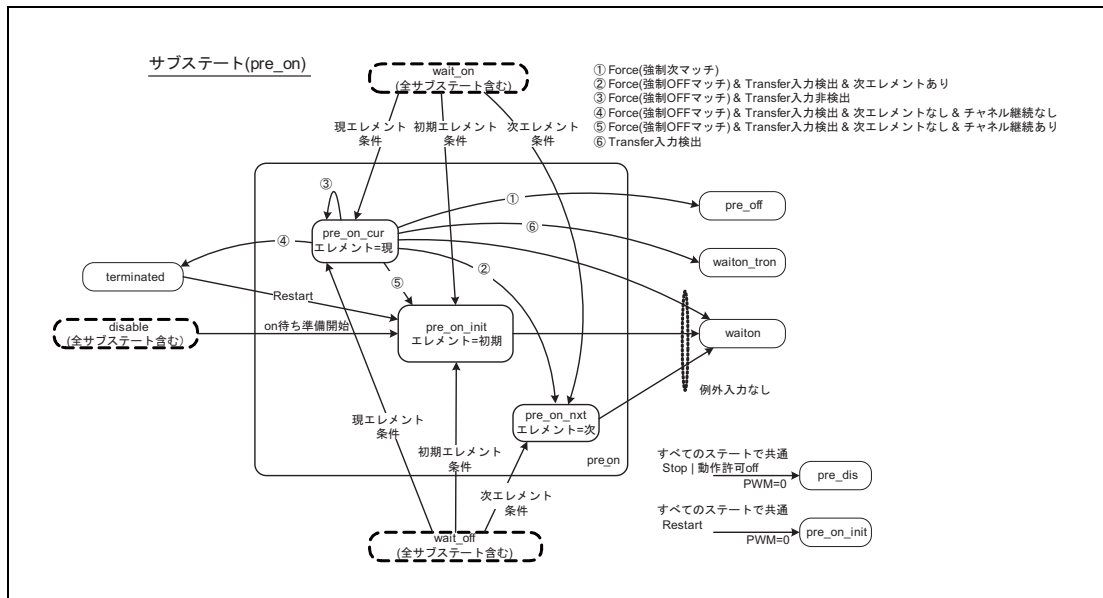 サブステート(pre_on)
wait_on
(全サブステート含む)
① Force(強制次マッチ)
② Force(強制OFFマッチ) & Transfer入力検出 & 次エレメントあり
③ Force(強制OFFマッチ) & Transfer入力非検出
④ Force(強制OFFマッチ) & Transfer入力検出 & 次エレメントなし & チャネル継続なし
⑤ Force(強制OFFマッチ) & Transfer入力検出 & 次エレメントなし & チャネル継続あり
⑥ Transfer入力検出
現エレメント
条件
初期エレメント
条件
次エレメント
条件
③
①
pre_off
pre_on_cur
エレメント=現
⑥
④
waiton_tron
terminated
②
⑤
Restart
disable
(全サブステート含む)
on待ち準備開始
pre_on_init
エレメント=初期
waiton
例外入力なし
pre_on_nxt
エレメント=次
現エレメント
条件
初期エレメント
条件
pre_on
すべてのステートで共通
Stop | 動作許可off
PWM=0
pre_dis
次エレメント
条件
すべてのステートで共通
Restart
PWM=0
pre_on_init
wait_off
(全サブステート含む)